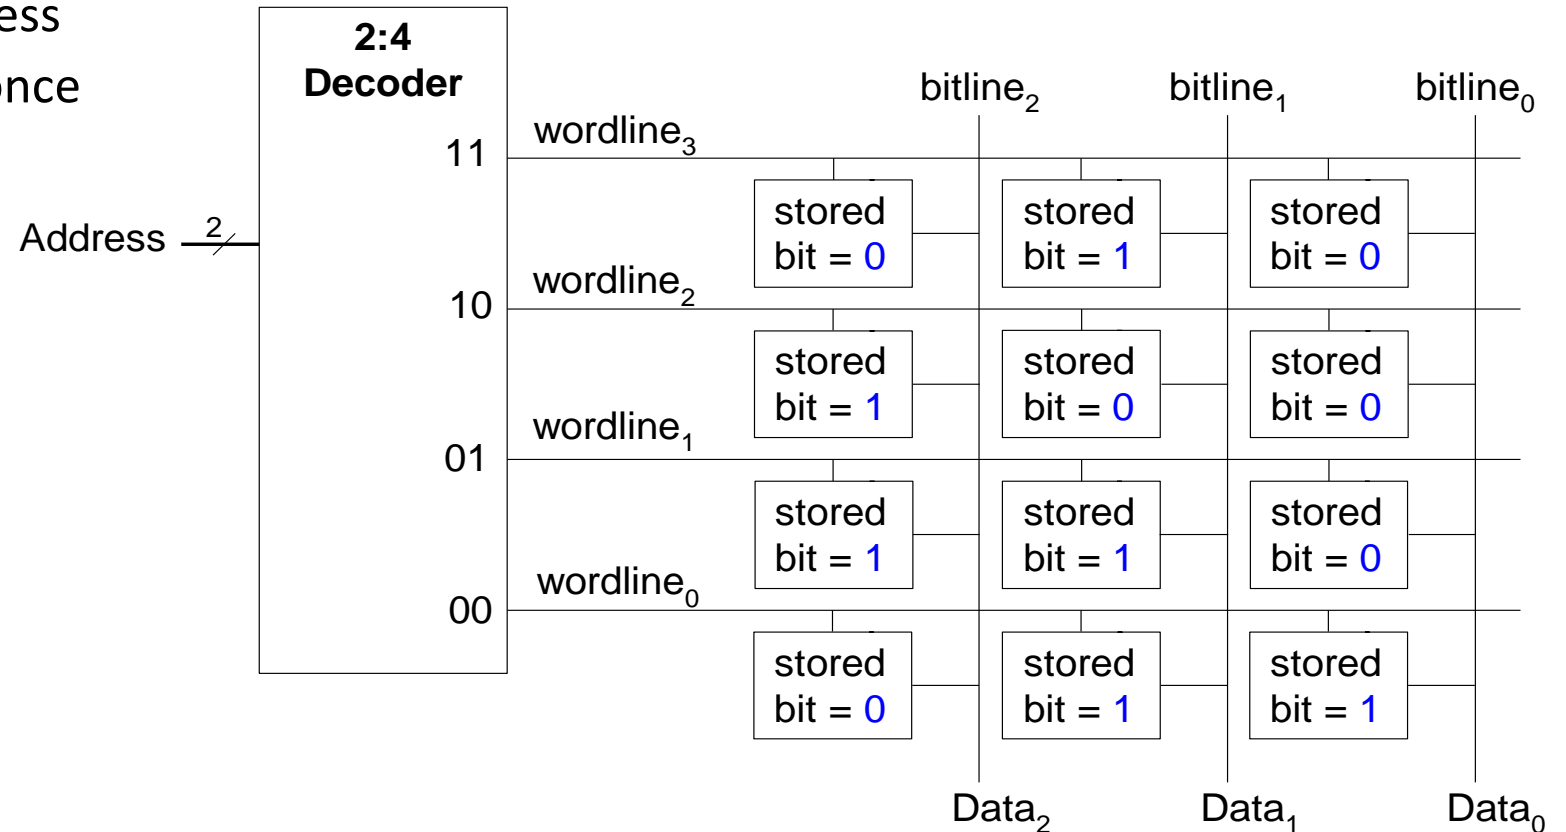 ess
once
2:4
Decoder
bitline₂ bitline₁ bitline₀
11 wordline₃
Address 2
stored stored stored
bit = 0 bit = 1 bit = 0
10 wordline₂
stored stored stored
bit = 1 bit = 0 bit = 0
01 wordline₁
stored stored stored
bit = 1 bit = 1 bit = 0
00 wordline₀
stored stored stored
bit = 0 bit = 1 bit = 1
Data₂ Data₁ Data₀